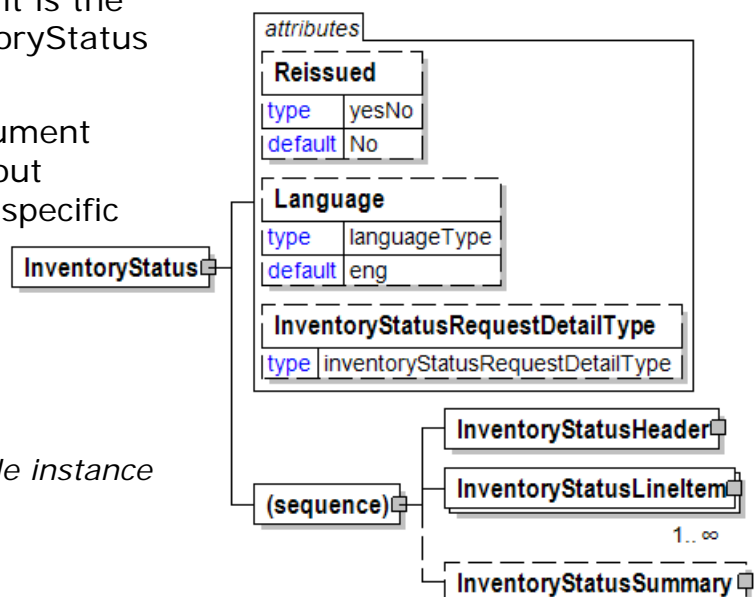 nt is the
oryStatus
ument
out
specific
le instance
InventoryStatus
attributes
Reissued
type yesNo
default No
Language
type languageType
default eng
InventoryStatusRequestDetailType
type inventoryStatusRequestDetailType
(sequence)
InventoryStatusHeader
InventoryStatusLineItem
1.. ∞
InventoryStatusSummary